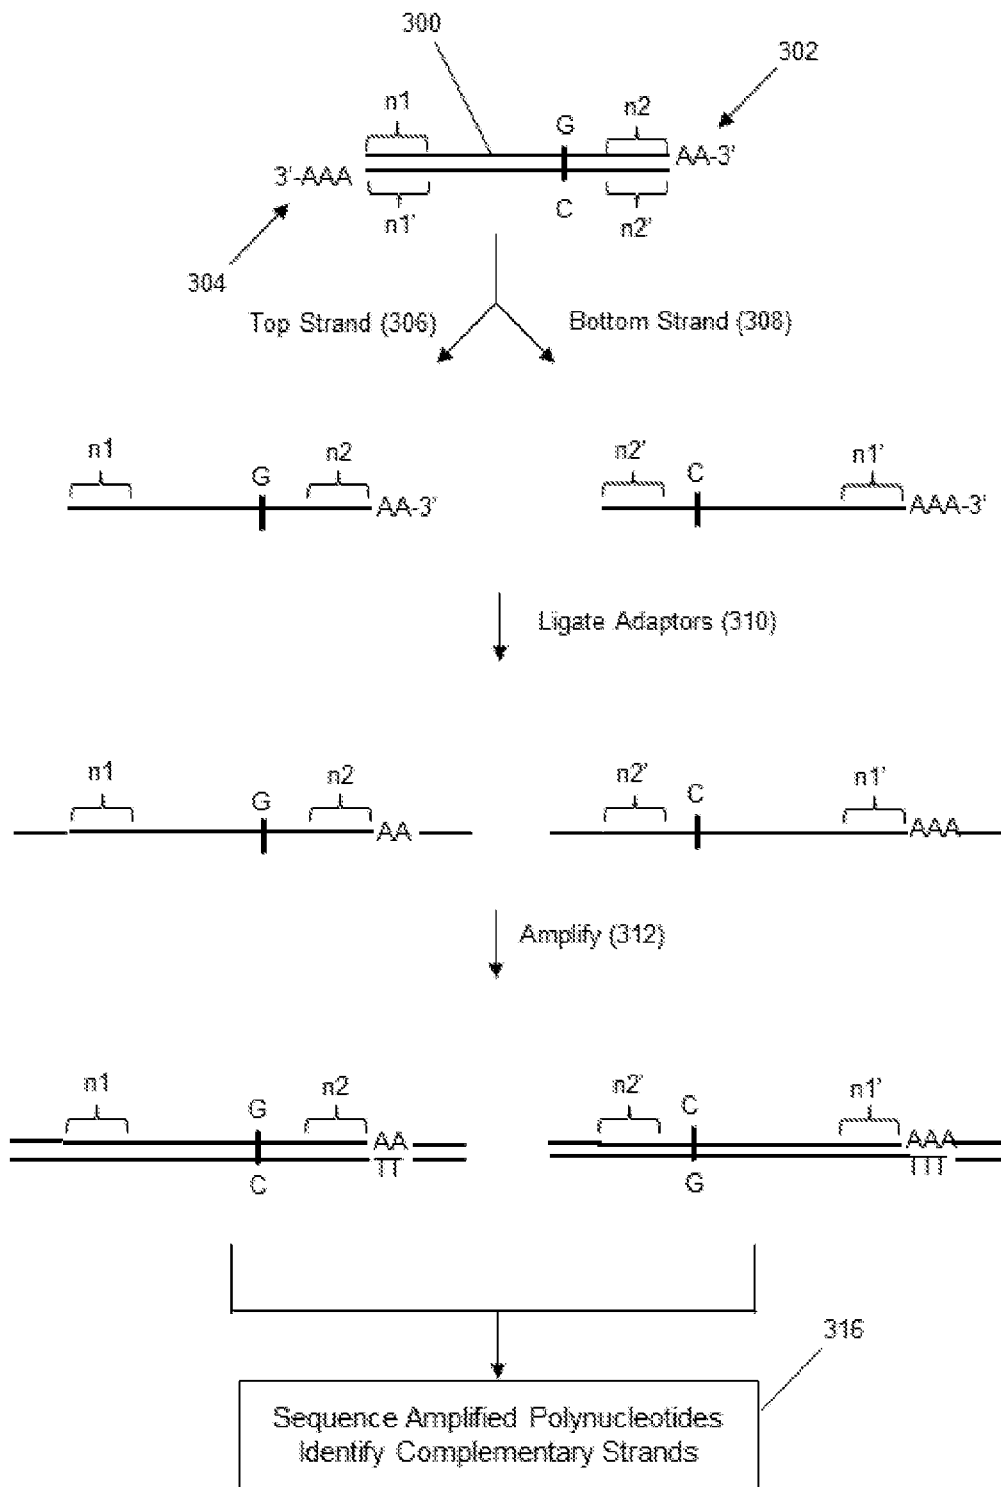 300
302
n1
G
n2
AA-3'
3'-AAA
n1'
C
n2'
304
Top Strand (306)
Bottom Strand (308)
n1
G
n2
AA-3'
n2'
C
n1'
AAA-3'
Ligate Adaptors (310)
n1
G
n2
AA
n2'
C
n1'
AAA
Amplify (312)
n1
G
n2
AA
TT
C
n2'
C
n1'
AAA
TTT
G
316
Sequence Amplified Polynucleotides
Identify Complementary Strands